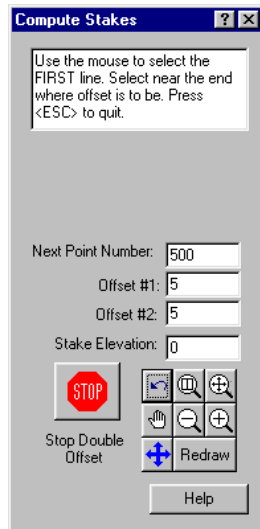 Compute Stakes
Use the mouse to select the
FIRST line. Select near the end
where offset is to be. Press
<ESC> to quit.
Next Point Number: 500
Offset #1: 5
Offset #2: 5
Stake Elevation: 0
STOP
Stop Double
Offset
Redraw
Help